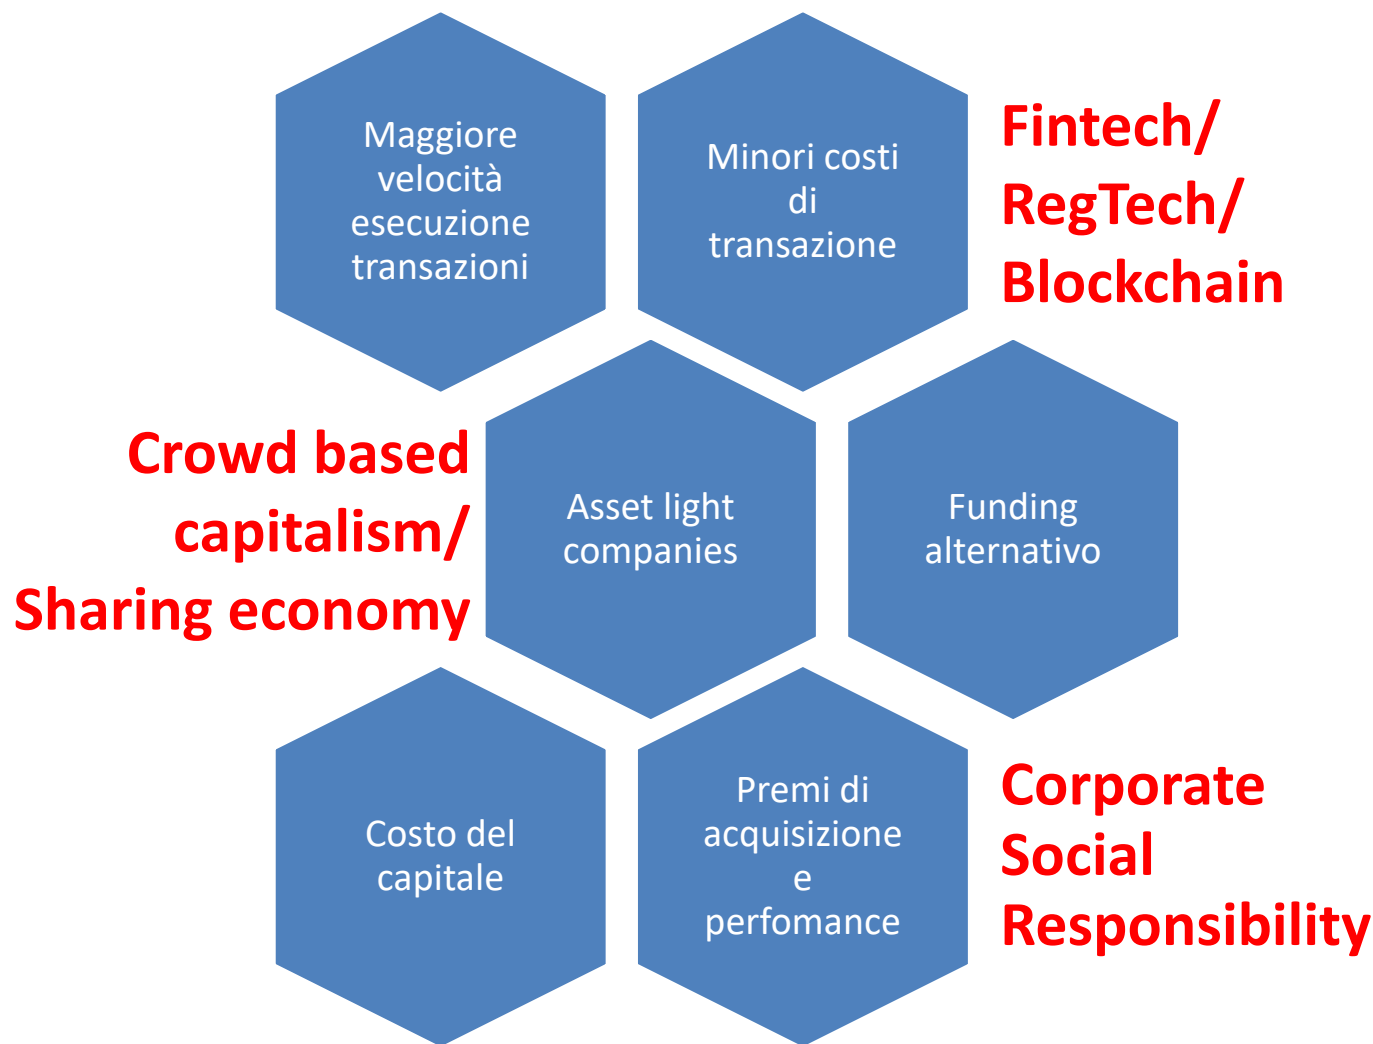 Maggiore
velocità
esecuzione
transazioni
Minori costi
di
transazione
Fintech/
RegTech/
Blockchain
Crowd based
capitalism/
Sharing economy
Asset light
companies
Funding
alternativo
Costo del
capitale
Premi di
acquisizione
e
perfomance
Corporate
Social
Responsibility